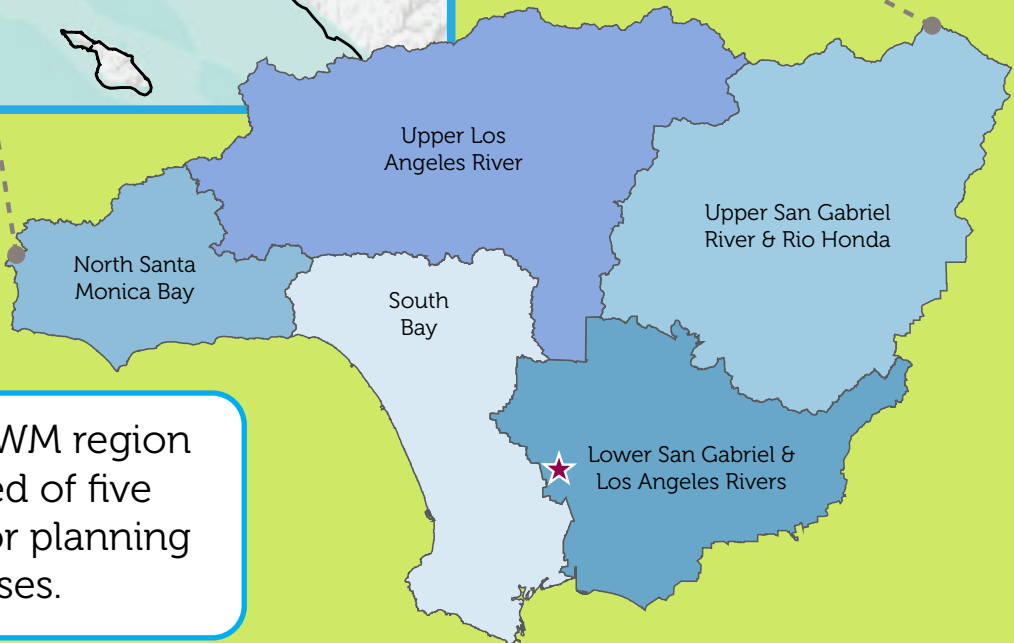 Upper Los
Angeles River
Upper San Gabriel
River & Rio Honda
North Santa
Monica Bay
South
Bay
Lower San Gabriel &
Los Angeles Rivers
WM region
ed of five
or planning
ses.